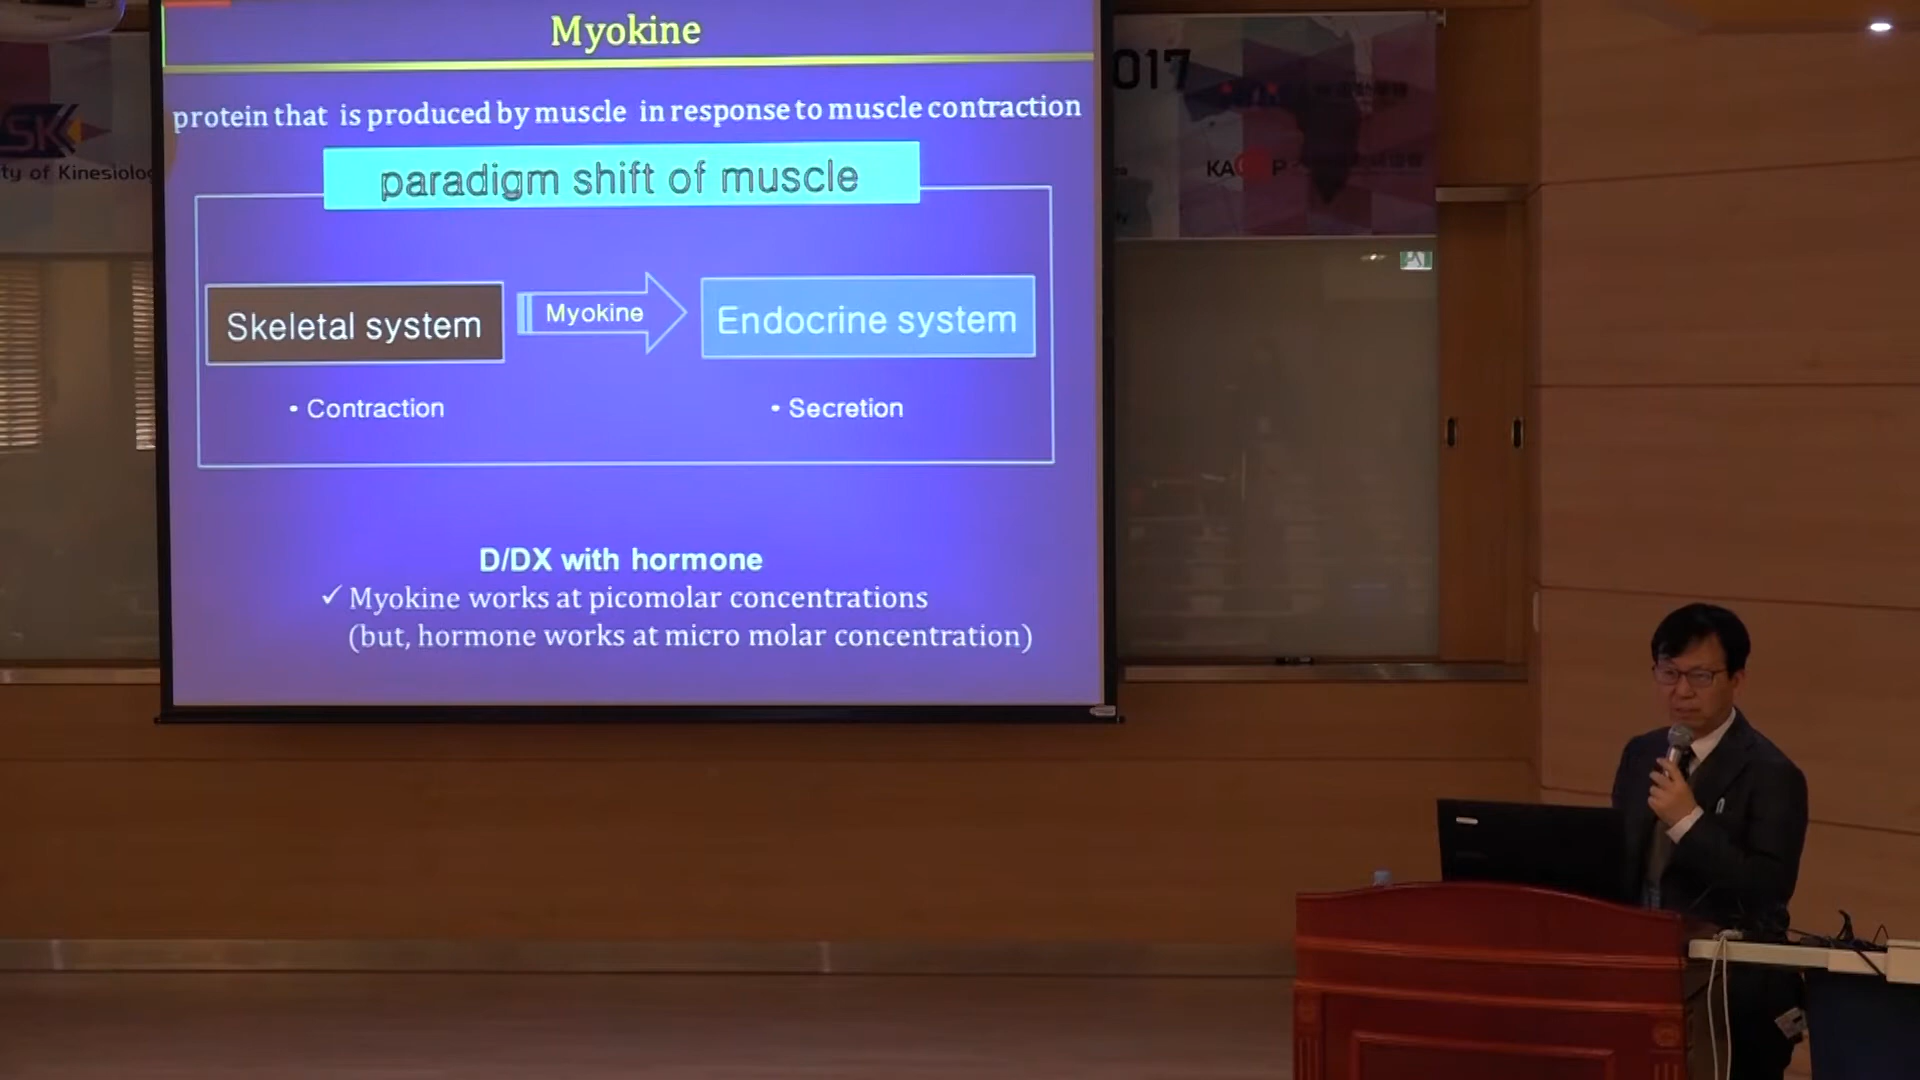 Myokine
protein that is produced by muscle in response to muscle contraction
paradigm shift of muscle
Skeletal system
Myokine
Endocrine system
• Contraction
• Secretion
D/DX with hormone
✓ Myokine works at picomolar concentrations
(but, hormone works at micro molar concentration)
SK
ty of Kinesiolo
017
KA
P